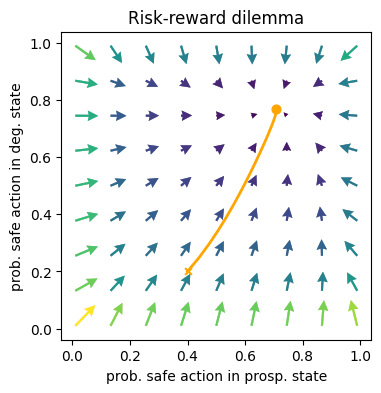 Risk-reward dilemma
prob. safe action in deg. state
1.0
0.8
0.6
0.4
0.2
0.0
0.0 0.2 0.4 0.6 0.8 1.0
prob. safe action in prosp. state